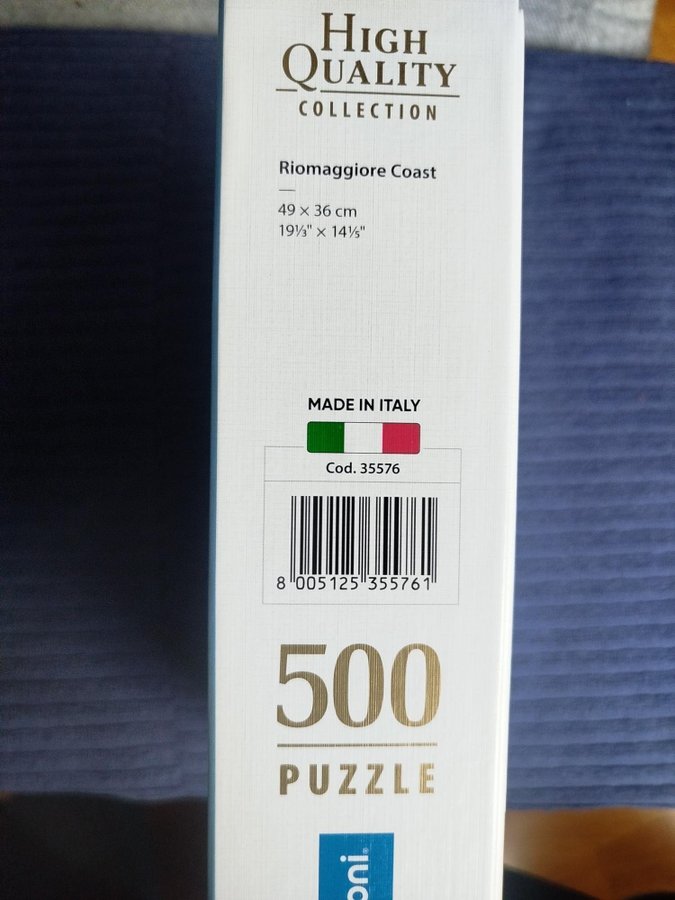 HIGH
QUALITY
COLLECTION
Riomaggiore Coast
49 × 36 cm
19⅓" × 14⅕"
MADE IN ITALY
Cod. 35576
8 005125 355761
500
PUZZLE
oni®